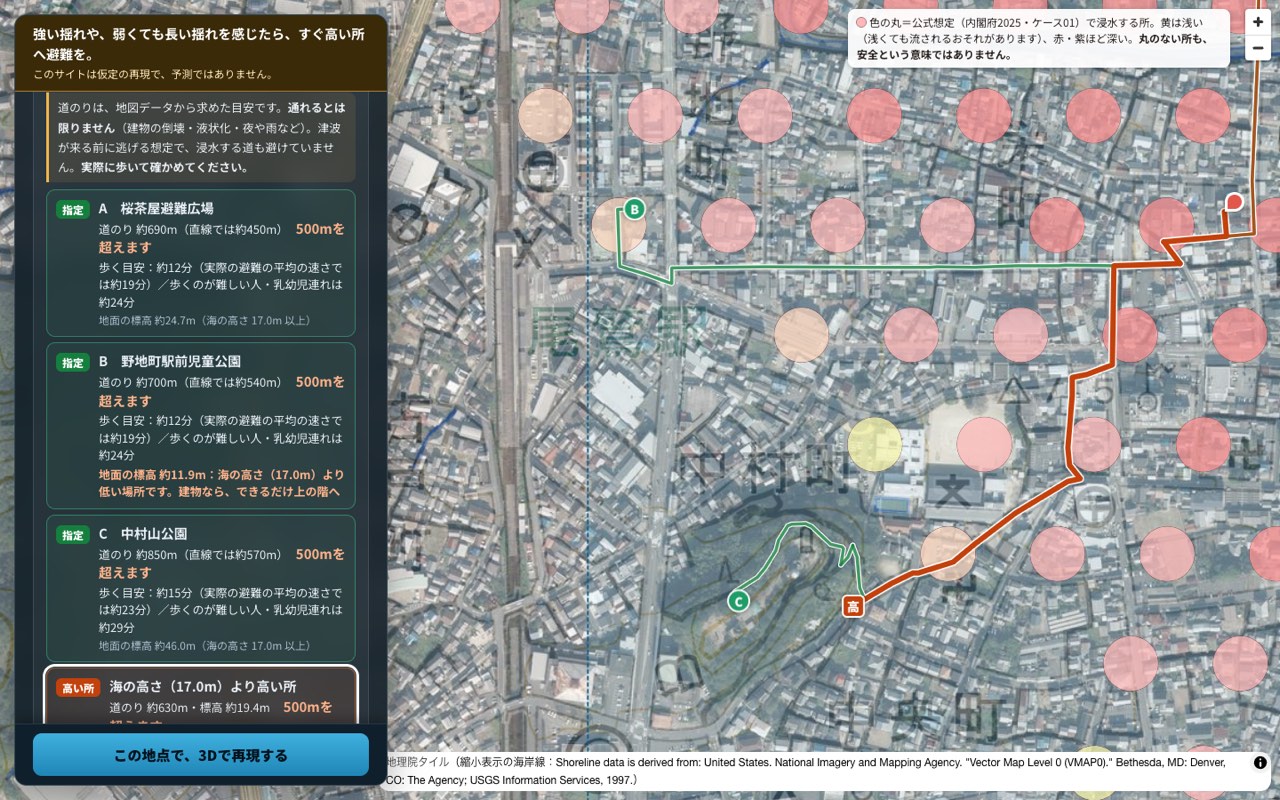 強い揺れや、弱くても長い揺れを感じたら、すぐ高い所
へ避難を。
このサイトは仮定の再現で、予測ではありません。
道のりは、地図データから求めた目安です。通れるとは
限りません（建物の倒壊・液状化・夜や雨など）。津波
が来る前に逃げる想定で、浸水する道も避けていませ
ん。実際に歩いて確かめてください。
指定 A 桜茶屋避難広場
道のり 約690m（直線では約450m） 500mを
超えます
歩く目安：約12分（実際の避難の平均の速さで
は約19分）／歩くのが難しい人・乳幼児連れは
約24分
地面の標高 約24.7m（海の高さ 17.0m 以上）
指定 B 野地町駅前児童公園
道のり 約700m（直線では約540m） 500mを
超えます
歩く目安：約12分（実際の避難の平均の速さで
は約19分）／歩くのが難しい人・乳幼児連れは
約24分
地面の標高 約11.9m：海の高さ（17.0m）より
低い場所です。建物なら、できるだけ上の階へ
指定 C 中村山公園
道のり 約850m（直線では約570m） 500mを
超えます
歩く目安：約15分（実際の避難の平均の速さで
は約23分）／歩くのが難しい人・乳幼児連れは
約29分
地面の標高 約46.0m（海の高さ 17.0m 以上）
高い所 海の高さ（17.0m）より高い所
道のり 約630m・標高 約19.4m 500mを
超えます
この地点で、3Dで再現する
色の丸＝公式想定（内閣府2025・ケース01）で浸水する所。黄は浅い
（浅くても流されるおそれがあります）、赤・紫ほど深い。丸のない所も、
安全という意味ではありません。
+
−
B
尾鷲駅
7.5
中村町
文
C
高
中央町
地理院タイル（縮小表示の海岸線：Shoreline data is derived from: United States. National Imagery and Mapping Agency. "Vector Map Level 0 (VMAP0)." Bethesda, MD: Denver,
CO: The Agency; USGS Information Services, 1997.）